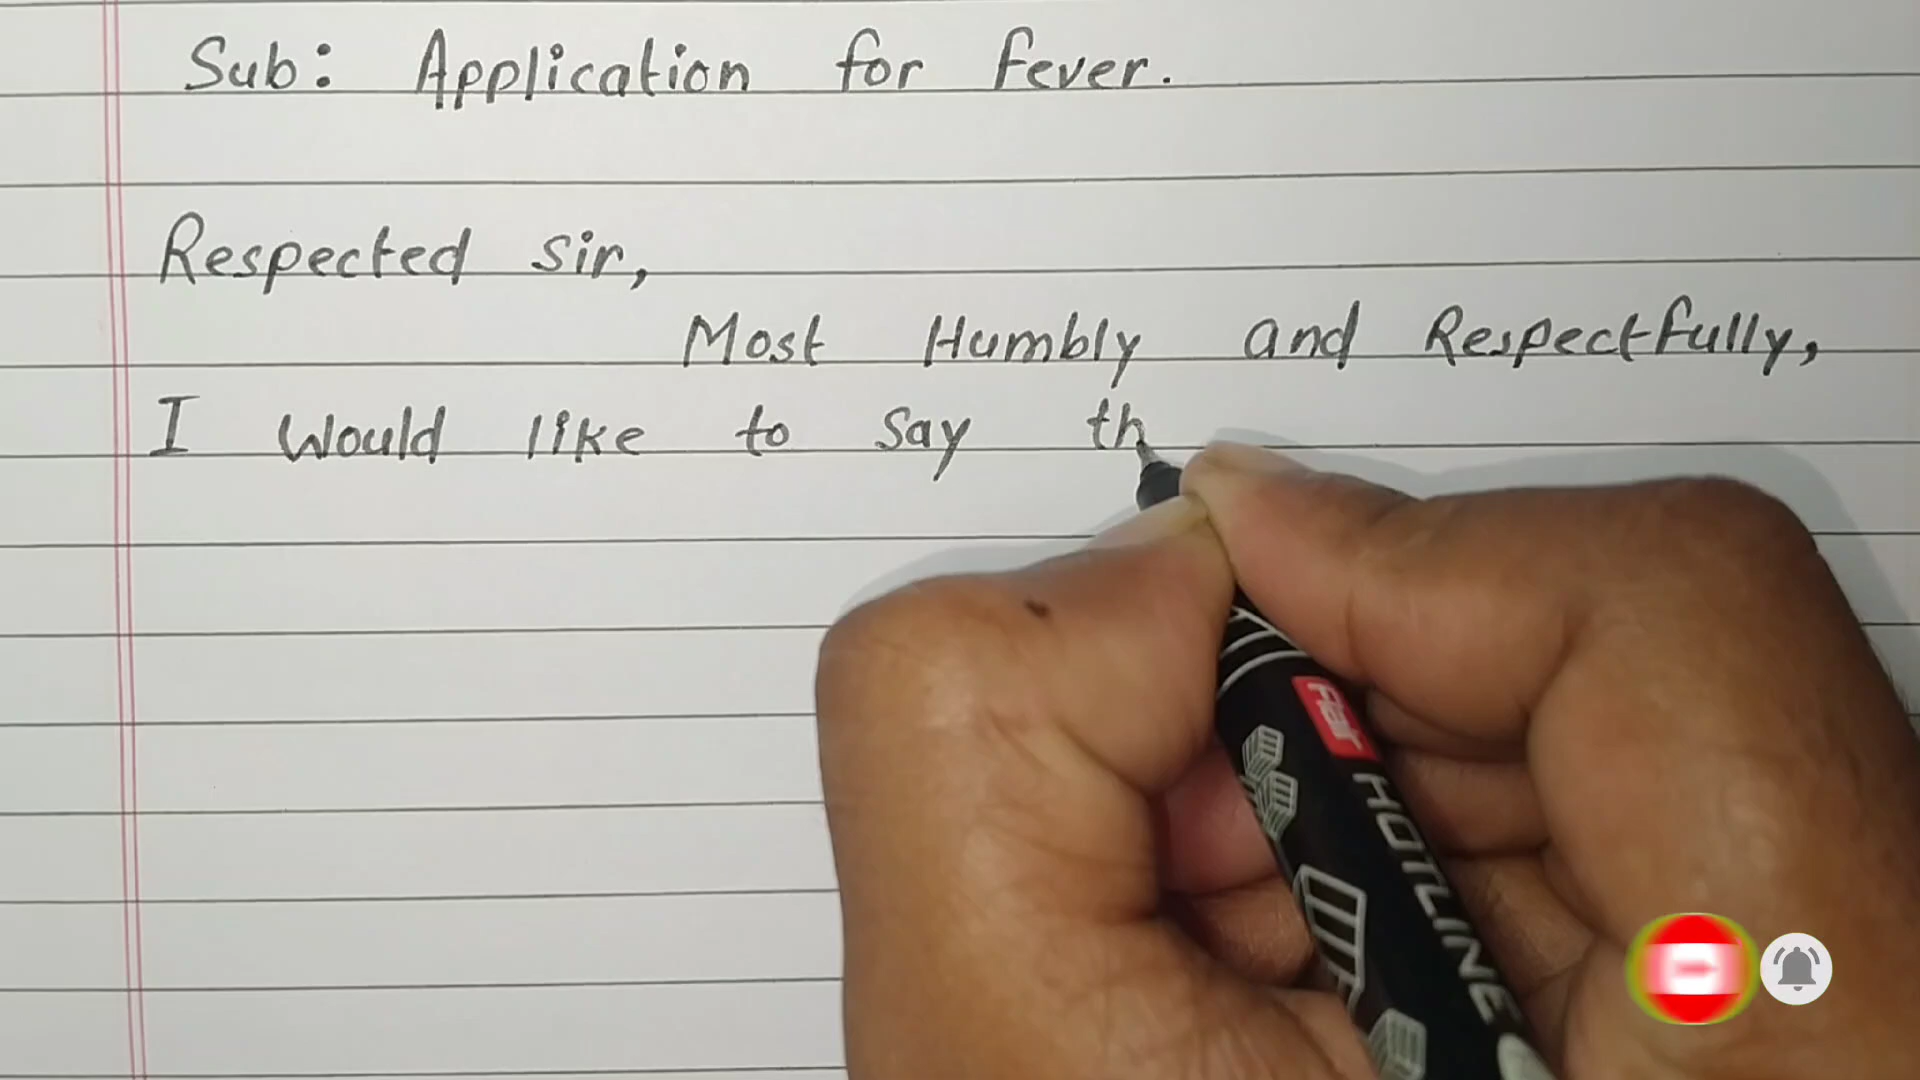 Sub: Application for Fever.
Respected Sir,
Most Humbly and Respectfully,
I Would like to Say th
Flair
HOTLINE